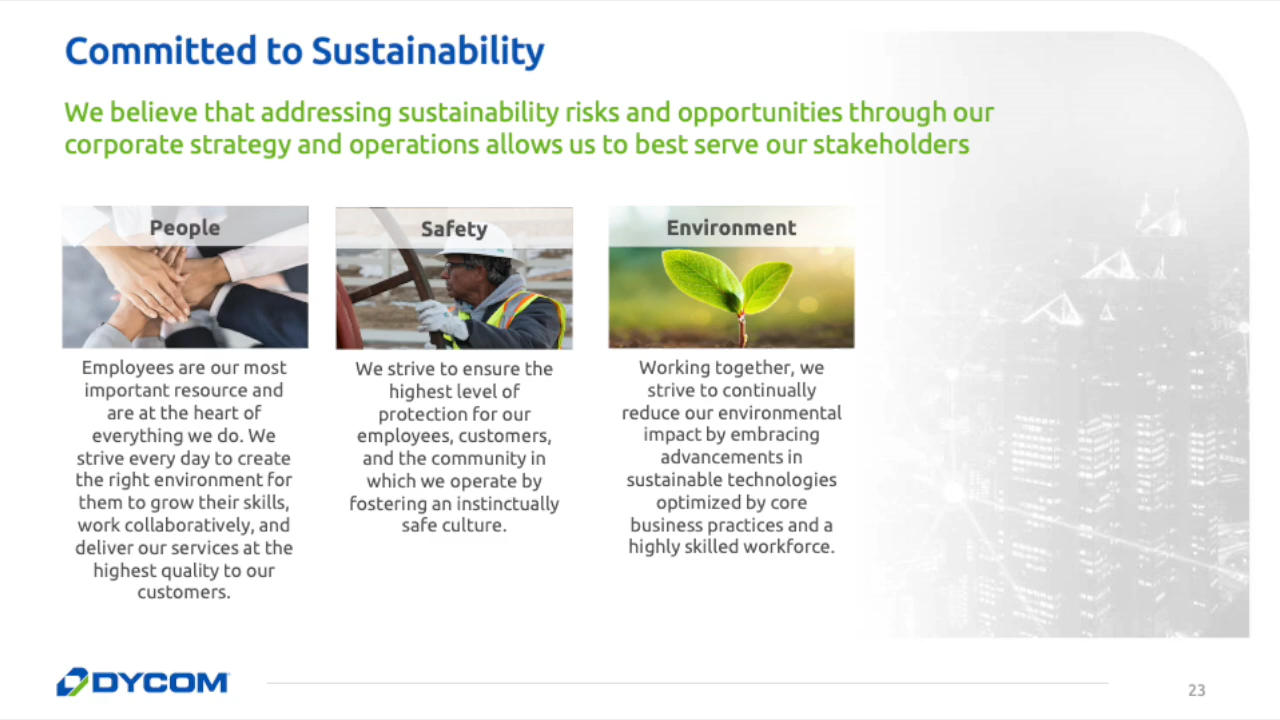 Committed to Sustainability
We believe that addressing sustainability risks and opportunities through our
corporate strategy and operations allows us to best serve our stakeholders
People
Employees are our most
important resource and
are at the heart of
everything we do. We
strive every day to create
the right environment for
them to grow their skills,
work collaboratively, and
deliver our services at the
highest quality to our
customers.
Safety
We strive to ensure the
highest level of
protection for our
employees, customers,
and the community in
which we operate by
fostering an instinctually
safe culture.
Environment
Working together, we
strive to continually
reduce our environmental
impact by embracing
advancements in
sustainable technologies
optimized by core
business practices and a
highly skilled workforce.
DYCOM
23